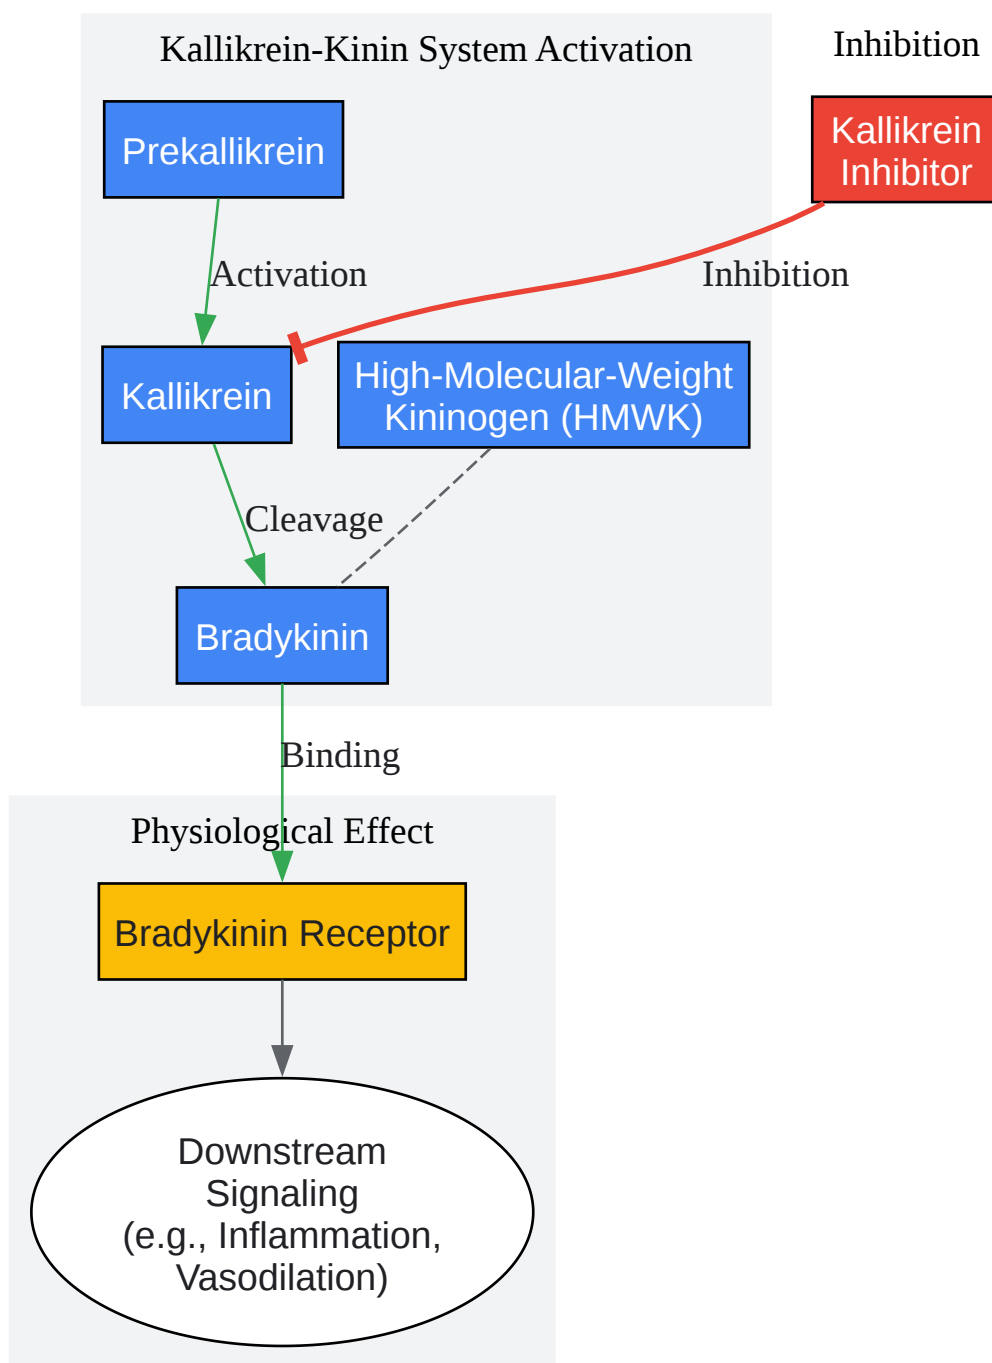 Kallikrein-Kinin System Activation
Inhibition
Prekallikrein
Kallikrein
Inhibitor
Activation
Inhibition
Kallikrein
High-Molecular-Weight
Kininogen (HMWK)
Cleavage
Bradykinin
Binding
Physiological Effect
Bradykinin Receptor
Downstream
Signaling
(e.g., Inflammation,
Vasodilation)